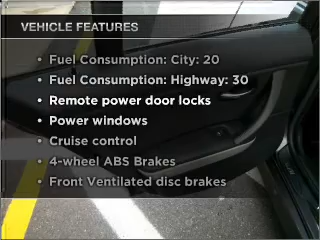 VEHICLE FEATURES
• Fuel Consumption: City: 20
• Fuel Consumption: Highway: 30
• Remote power door locks
• Power windows
• Cruise control
• 4-wheel ABS Brakes
• Front Ventilated disc brakes